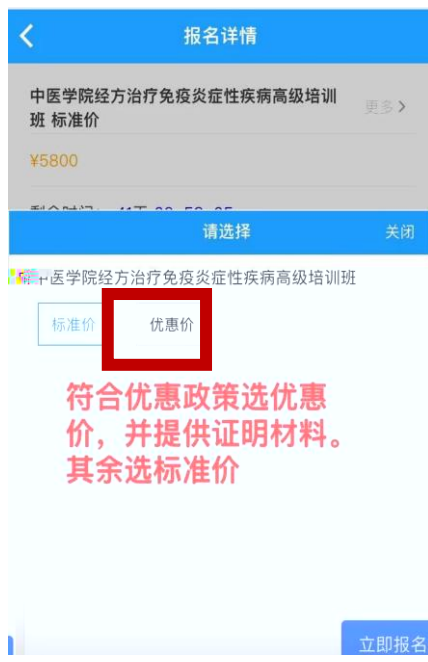 报名详情
中医学院经方治疗免疫炎症性疾病高级培训
班 标准价
更多
¥5800
请选择
关闭
中医学院经方治疗免疫炎症性疾病高级培训班
标准价
优惠价
符合优惠政策选优惠
价，并提供证明材料。
其余选标准价
立即报名